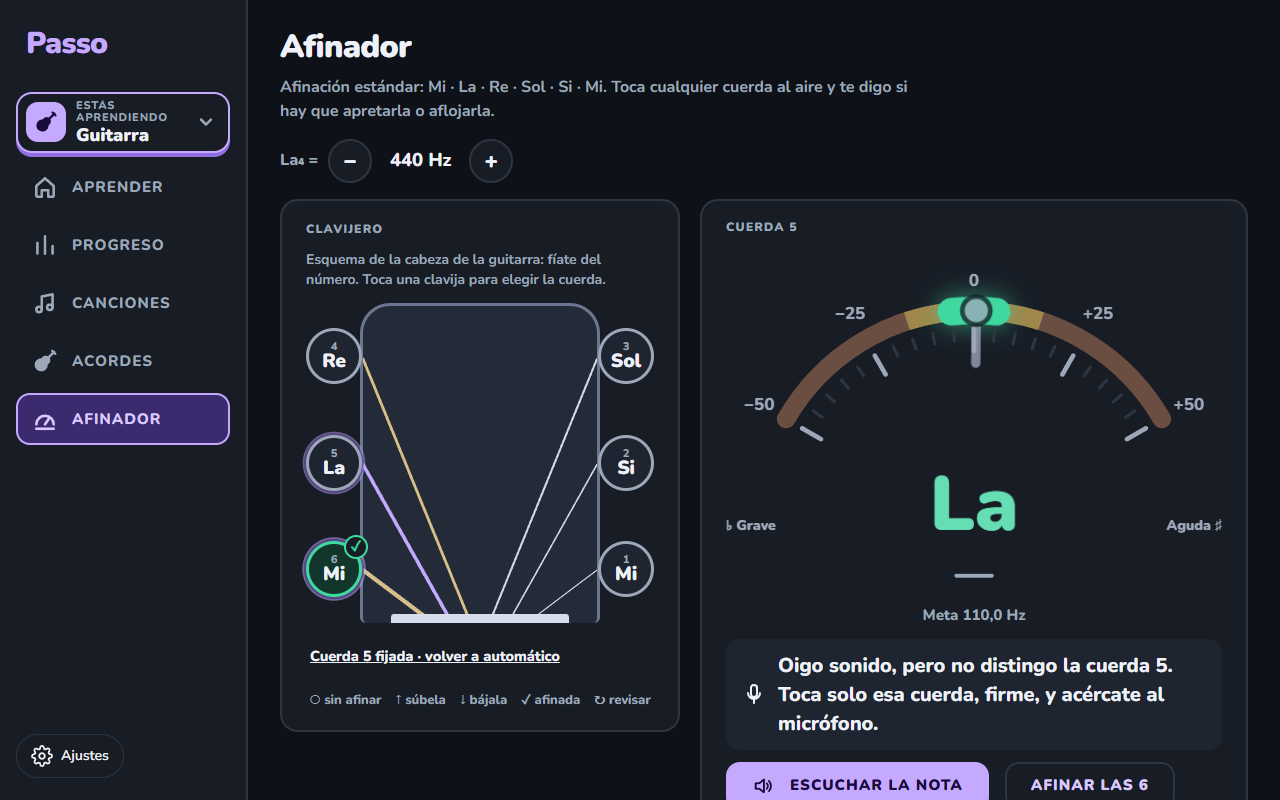 Passo
ESTÁS
APRENDIENDO
Guitarra
APRENDER
PROGRESO
CANCIONES
ACORDES
AFINADOR
Ajustes
Afinador
Afinación estándar: Mi · La · Re · Sol · Si · Mi. Toca cualquier cuerda al aire y te digo si
hay que apretarla o aflojarla.
La₄ = − 440 Hz +
CLAVIJERO
Esquema de la cabeza de la guitarra: fíate del
número. Toca una clavija para elegir la cuerda.
4 Re
3 Sol
5 La
2 Si
6 Mi ✓
1 Mi
Cuerda 5 fijada · volver a automático
○ sin afinar ↑ súbela ↓ bájala ✓ afinada ↻ revisar
CUERDA 5
0
−25 +25
−50 +50
La
♭ Grave Aguda ♯
Meta 110,0 Hz
Oigo sonido, pero no distingo la cuerda 5.
Toca solo esa cuerda, firme, y acércate al
micrófono.
ESCUCHAR LA NOTA
AFINAR LAS 6